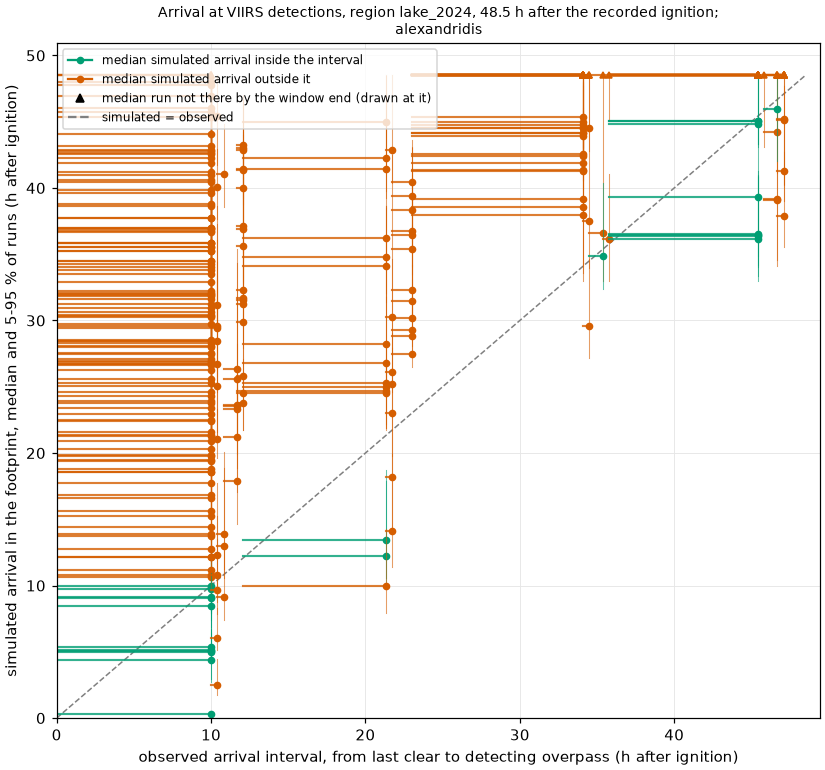 Arrival at VIIRS detections, region lake_2024, 48.5 h after the recorded ignition;
alexandridis
median simulated arrival inside the interval
median simulated arrival outside it
median run not there by the window end (drawn at it)
simulated = observed
simulated arrival in the footprint, median and 5-95 % of runs (h after ignition)
50
40
30
20
10
0
0
10
20
30
40
observed arrival interval, from last clear to detecting overpass (h after ignition)